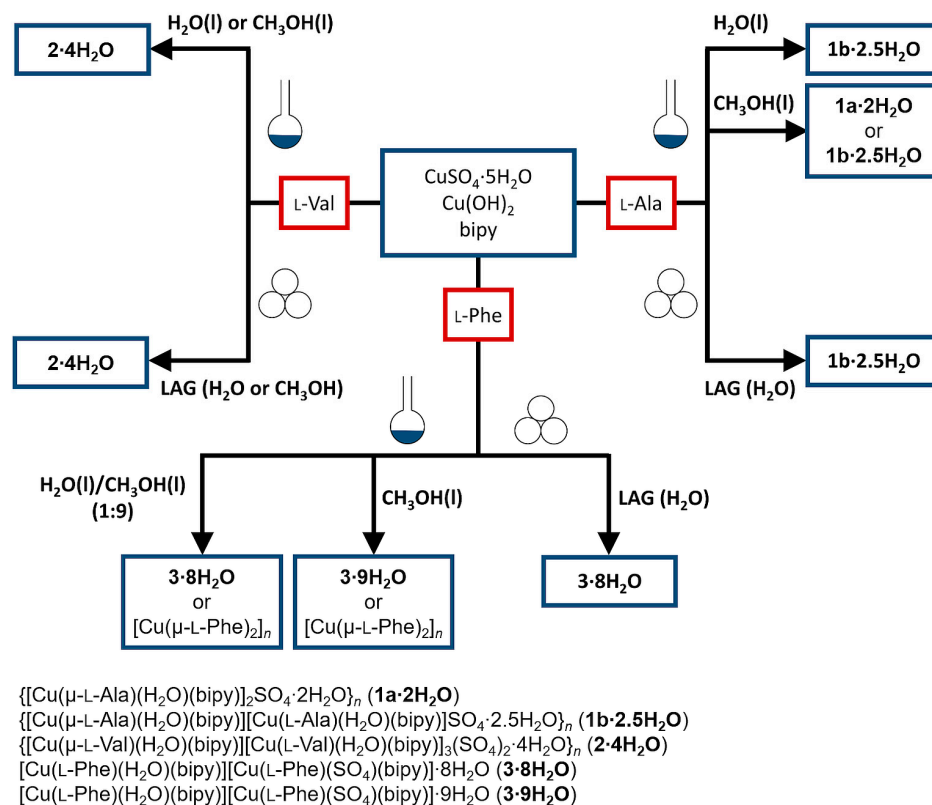 H₂O(l) or CH₃OH(l)
2·4H₂O
H₂O(l)
1b·2.5H₂O
CH₃OH(l)
1a·2H₂O
or
1b·2.5H₂O
L-Val
CuSO₄·5H₂O
Cu(OH)₂
bipy
L-Ala
L-Phe
2·4H₂O
LAG (H₂O or CH₃OH)
1b·2.5H₂O
LAG (H₂O)
H₂O(l)/CH₃OH(l)
(1:9)
CH₃OH(l)
LAG (H₂O)
3·8H₂O
or
[Cu(μ-L-Phe)₂]n
3·9H₂O
or
[Cu(μ-L-Phe)₂]n
3·8H₂O
{[Cu(μ-L-Ala)(H₂O)(bipy)]₂SO₄·2H₂O}n (1a·2H₂O)
{[Cu(μ-L-Ala)(H₂O)(bipy)][Cu(L-Ala)(H₂O)(bipy)]SO₄·2.5H₂O}n (1b·2.5H₂O)
{[Cu(μ-L-Val)(H₂O)(bipy)][Cu(L-Val)(H₂O)(bipy)]₃(SO₄)₂·4H₂O}n (2·4H₂O)
[Cu(L-Phe)(H₂O)(bipy)][Cu(L-Phe)(SO₄)(bipy)]·8H₂O (3·8H₂O)
[Cu(L-Phe)(H₂O)(bipy)][Cu(L-Phe)(SO₄)(bipy)]·9H₂O (3·9H₂O)